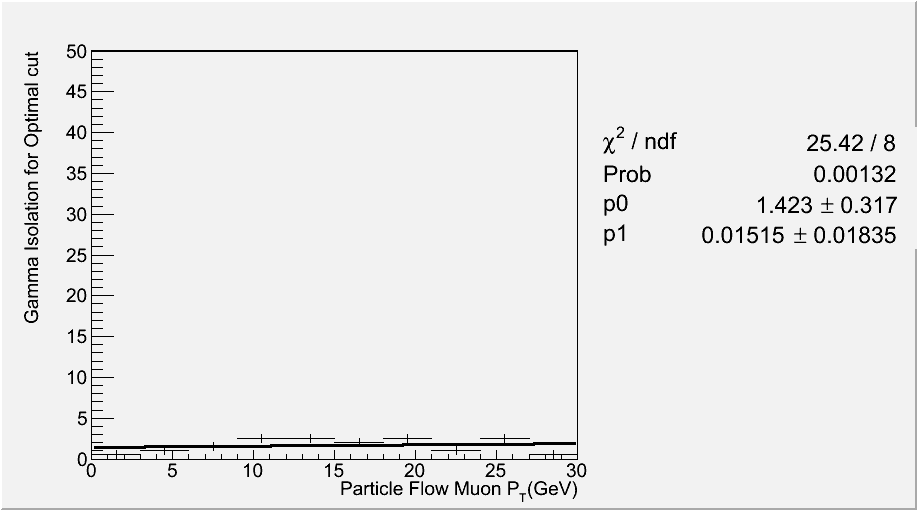 Gamma Isolation for Optimal cut
50
45
40
35
30
25
20
15
10
5
0
0 5 10 15 20 25 30
Particle Flow Muon P_T(GeV)
χ² / ndf 25.42 / 8
Prob 0.00132
p0 1.423 ± 0.317
p1 0.01515 ± 0.01835